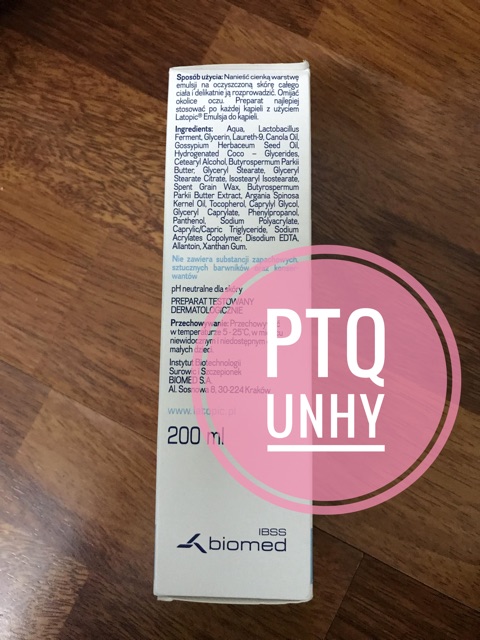 Sposób użycia: Nanieść cienką warstwę
emulsji na oczyszczoną skórę całego
ciała i delikatnie ją rozprowadzić. Omijać
okolice oczu. Preparat najlepiej
stosować po każdej kąpieli z użyciem
Latopic® Emulsja do kąpieli.
Ingredients: Aqua, Lactobacillus
Ferment, Glycerin, Laureth-9, Canola Oil,
Gossypium Herbaceum Seed Oil,
Hydrogenated Coco – Glycerides,
Cetearyl Alcohol, Butyrospermum Parkii
Butter, Glyceryl Stearate, Glyceryl
Stearate Citrate, Isostearyl Isostearate,
Spent Grain Wax, Butyrospermum
Parkii Butter Extract, Argania Spinosa
Kernel Oil, Tocopherol, Caprylyl Glycol,
Glyceryl Caprylate, Phenylpropanol,
Panthenol, Sodium Polyacrylate,
Caprylic/Capric Triglyceride, Sodium
Acrylates Copolymer, Disodium EDTA,
Allantoin, Xanthan Gum.
Nie zawiera substancji zapachowych,
sztucznych barwników oraz konser-
wantów
pH neutralne dla skóry
PREPARAT TESTOWANY
DERMATOLOGICZNIE
Przechowywanie: Przechowywać
w temperaturze 5 - 25°C, w miejscu
niewidocznym i niedostępnym
małych dzieci.
Instytut Biotechnologii
Surowic i Szczepionek
BIOMED S.A.
Al. Sosnowa 8, 30-224 Kraków
www.latopic.pl
200 ml
PTQ
UNHY
IBSS
biomed